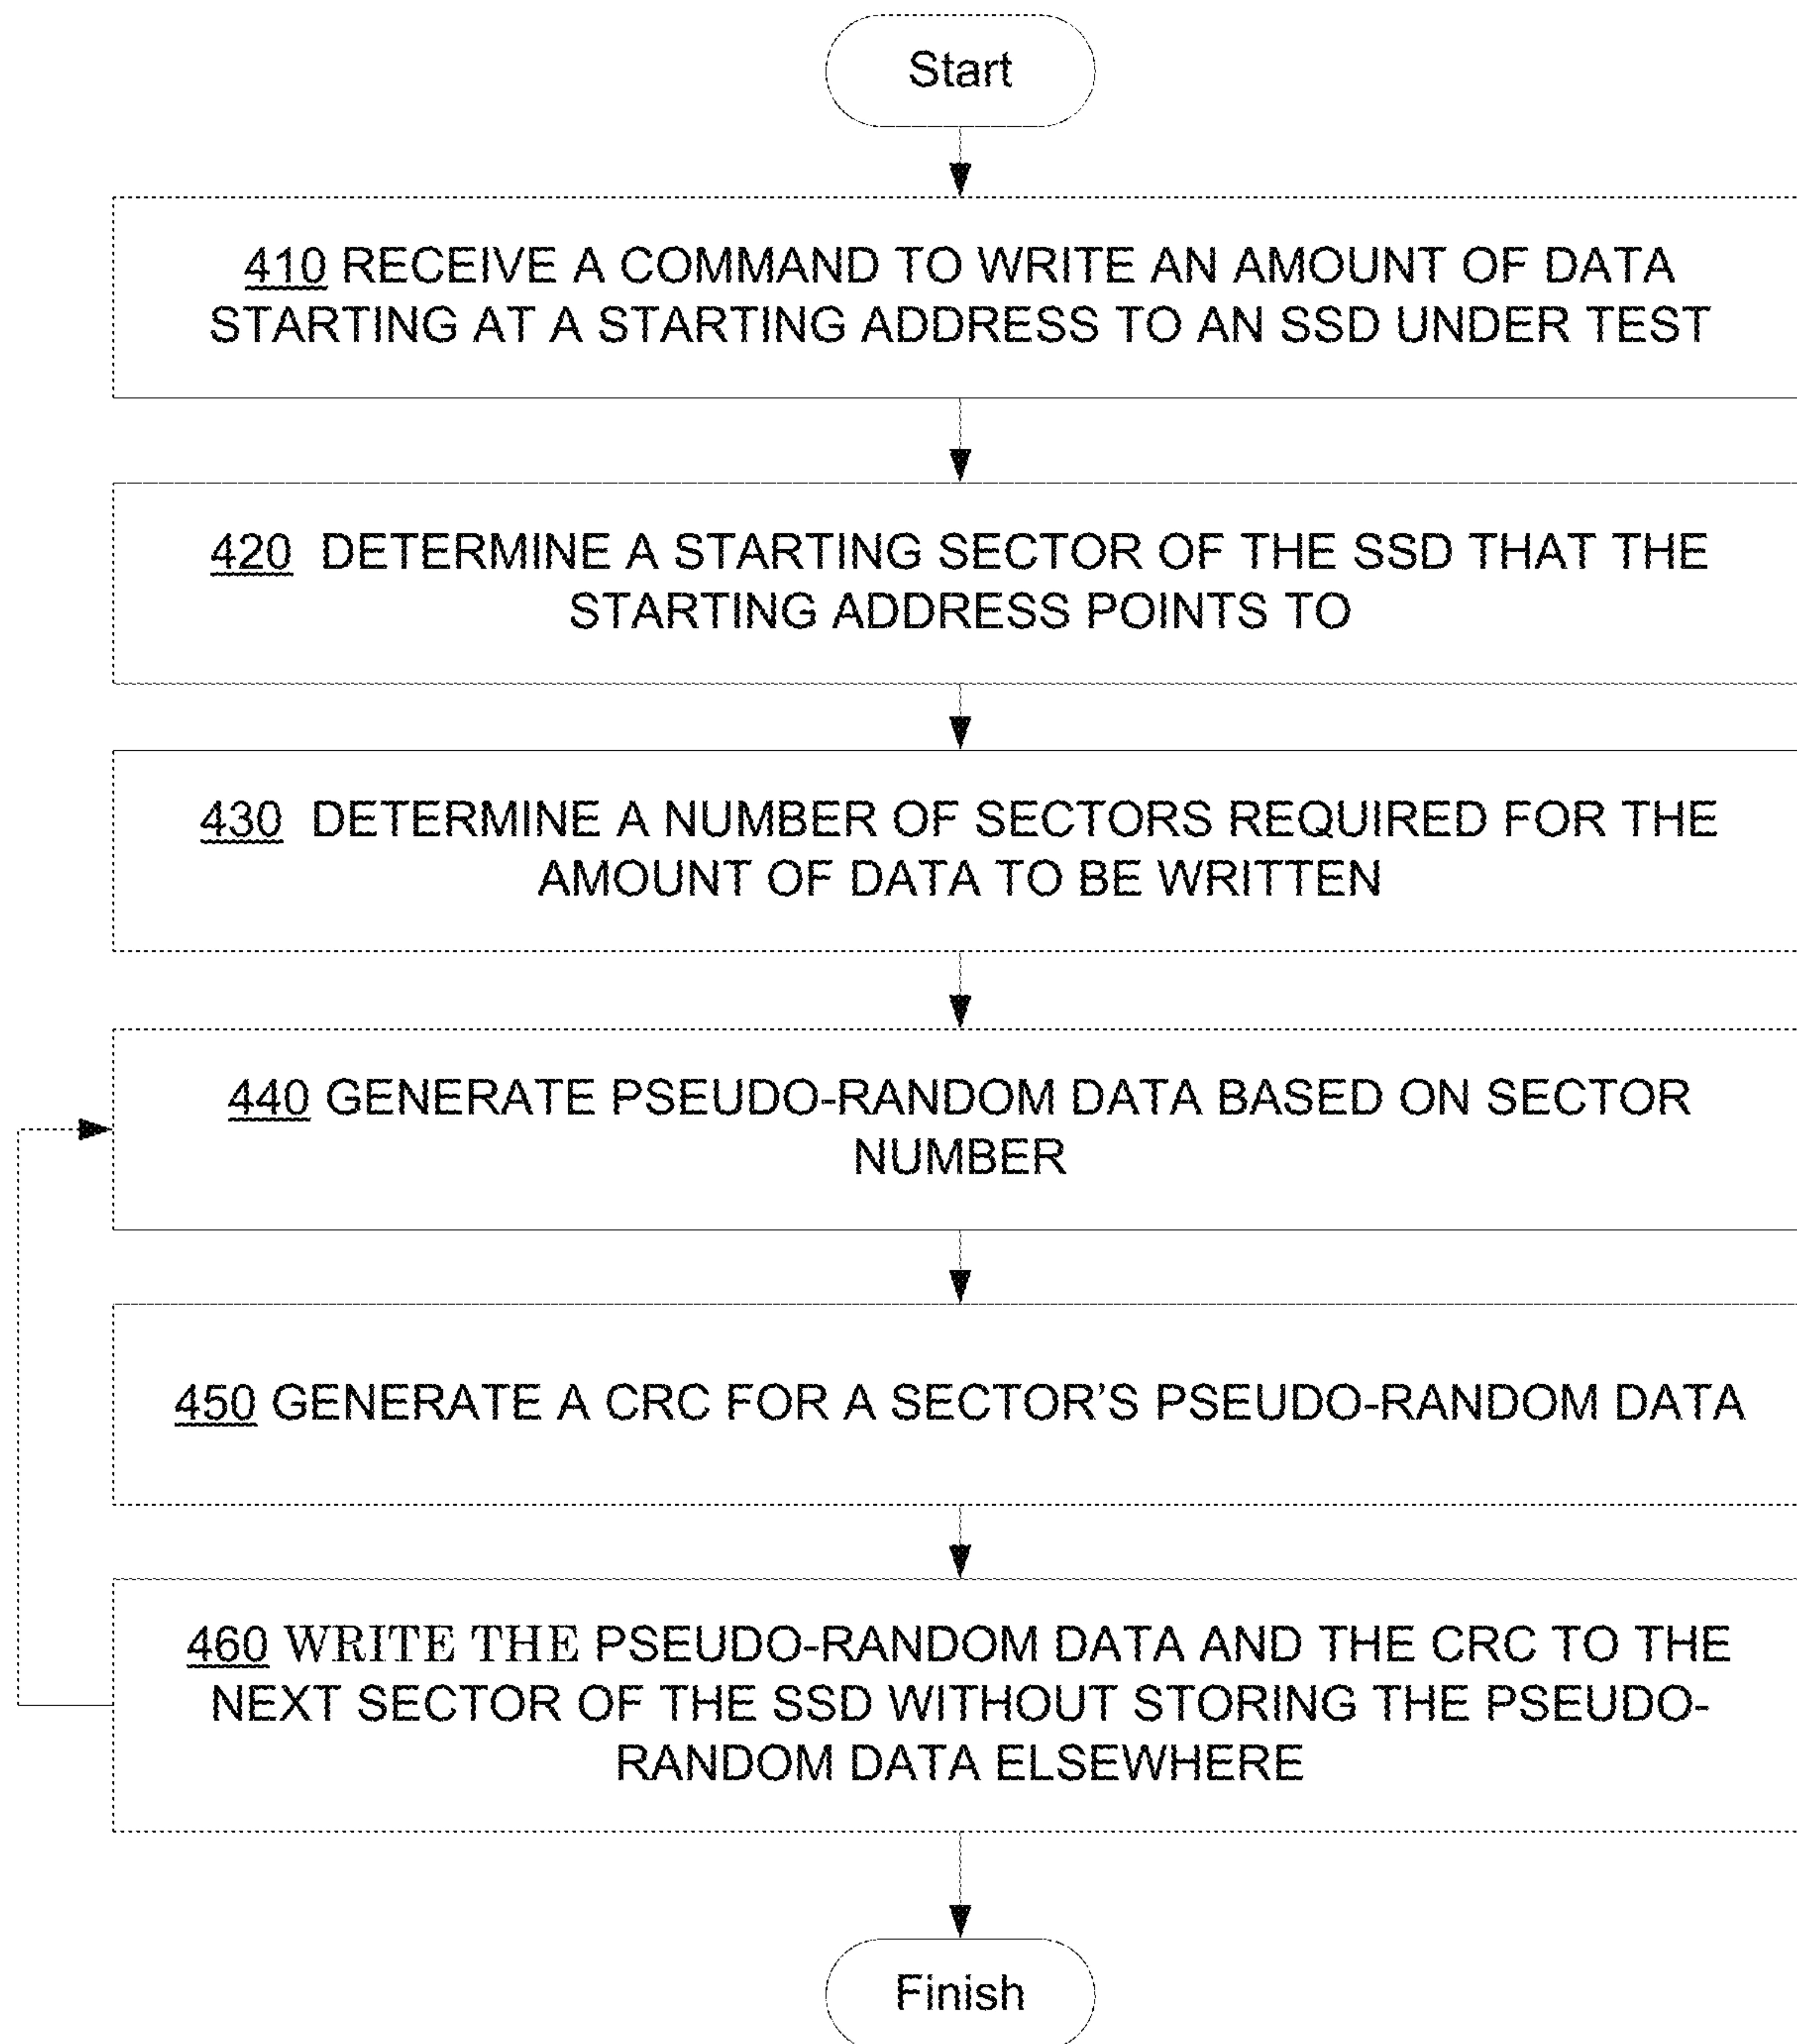 Start
410 RECEIVE A COMMAND TO WRITE AN AMOUNT OF DATA
STARTING AT A STARTING ADDRESS TO AN SSD UNDER TEST
420 DETERMINE A STARTING SECTOR OF THE SSD THAT THE
STARTING ADDRESS POINTS TO
430 DETERMINE A NUMBER OF SECTORS REQUIRED FOR THE
AMOUNT OF DATA TO BE WRITTEN
440 GENERATE PSEUDO-RANDOM DATA BASED ON SECTOR
NUMBER
450 GENERATE A CRC FOR A SECTOR'S PSEUDO-RANDOM DATA
460 WRITE THE PSEUDO-RANDOM DATA AND THE CRC TO THE
NEXT SECTOR OF THE SSD WITHOUT STORING THE PSEUDO-
RANDOM DATA ELSEWHERE
Finish